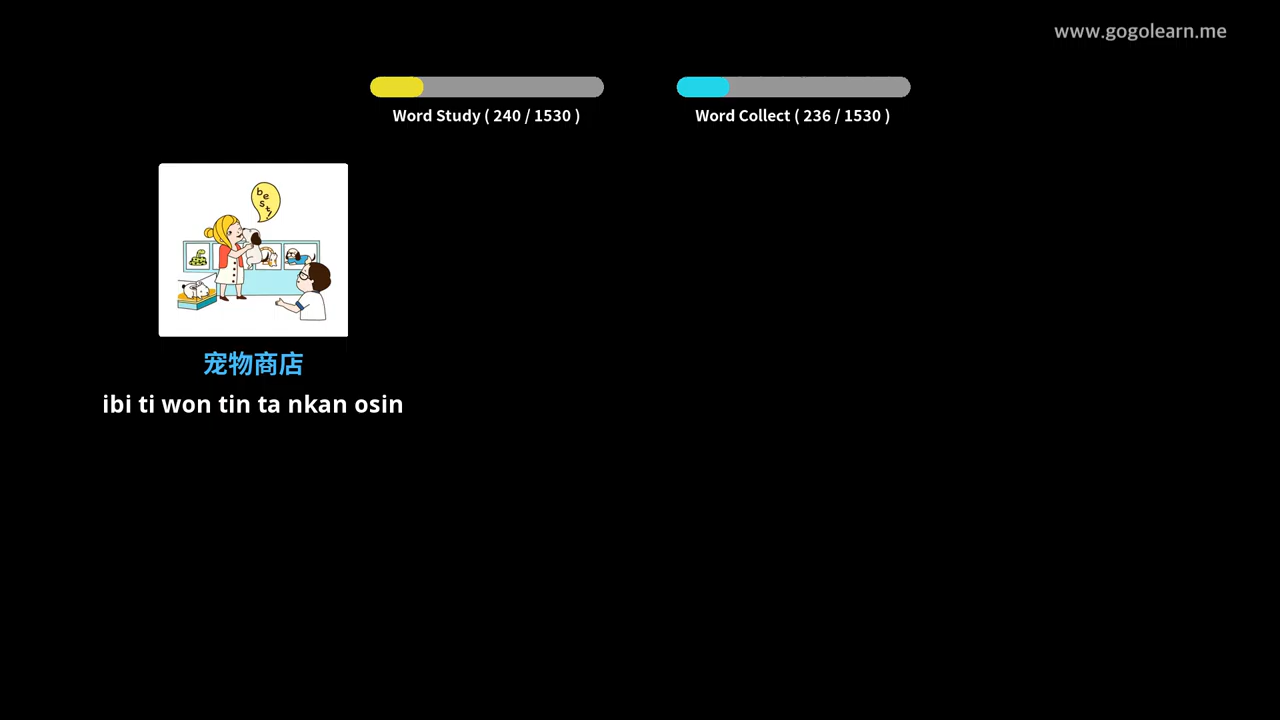 www.gogolearn.me
Word Study ( 240 / 1530 )
Word Collect ( 236 / 1530 )
best!
宠物商店
ibi ti won tin ta nkan osin